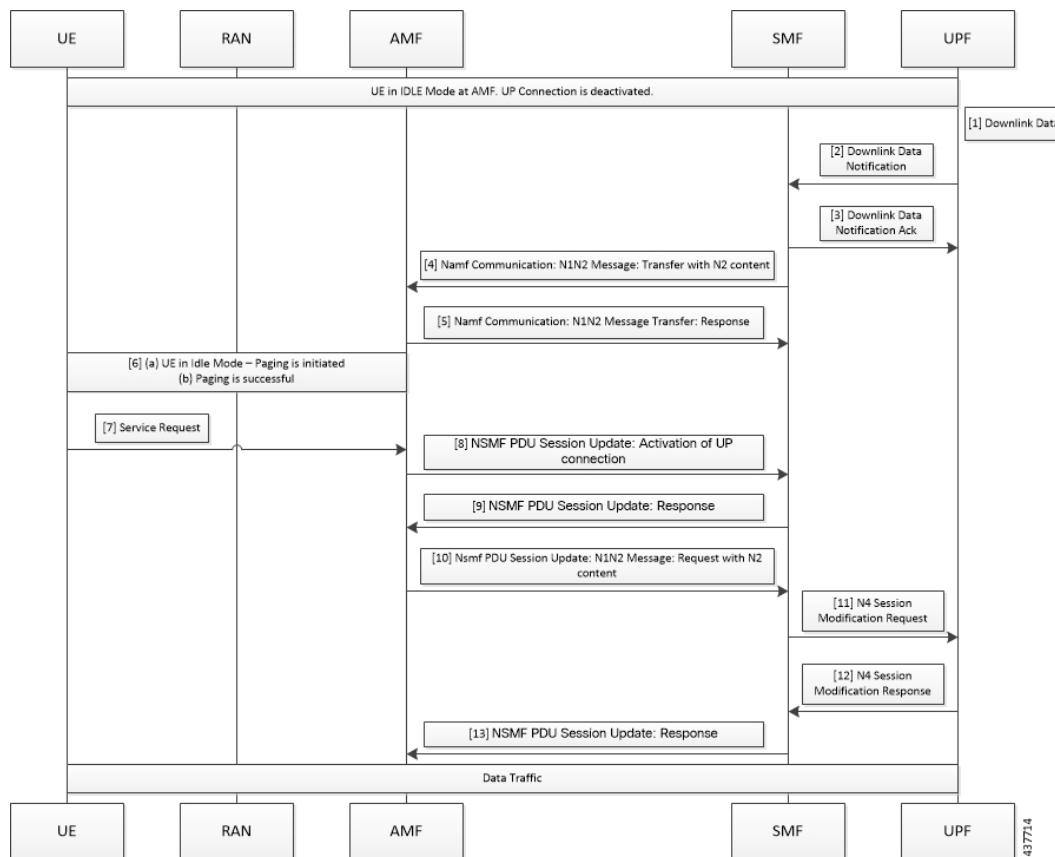 UE
RAN
AMF
SMF
UPF
UE in IDLE Mode at AMF. UP Connection is deactivated.
[1] Downlink Data
[2] Downlink Data
Notification
[3] Downlink Data
Notification Ack
[4] Namf Communication: N1N2 Message: Transfer with N2 content
[5] Namf Communication: N1N2 Message Transfer: Response
[6] (a) UE in Idle Mode – Paging is initiated
(b) Paging is successful
[7] Service Request
[8] NSMF PDU Session Update: Activation of UP
connection
[9] NSMF PDU Session Update: Response
[10] Nsmf PDU Session Update: N1N2 Message: Request with N2
content
[11] N4 Session
Modification Request
[12] N4 Session
Modification Response
[13] NSMF PDU Session Update: Response
Data Traffic
UE
RAN
AMF
SMF
UPF
437714